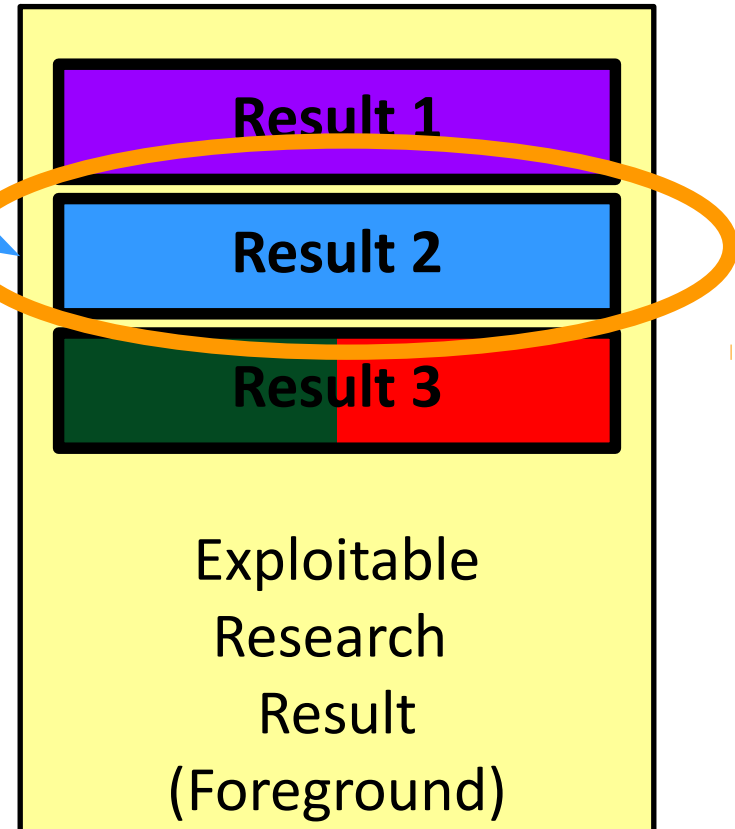 Result 1
Result 2
Result 3
Exploitable
Research
Result
(Foreground)